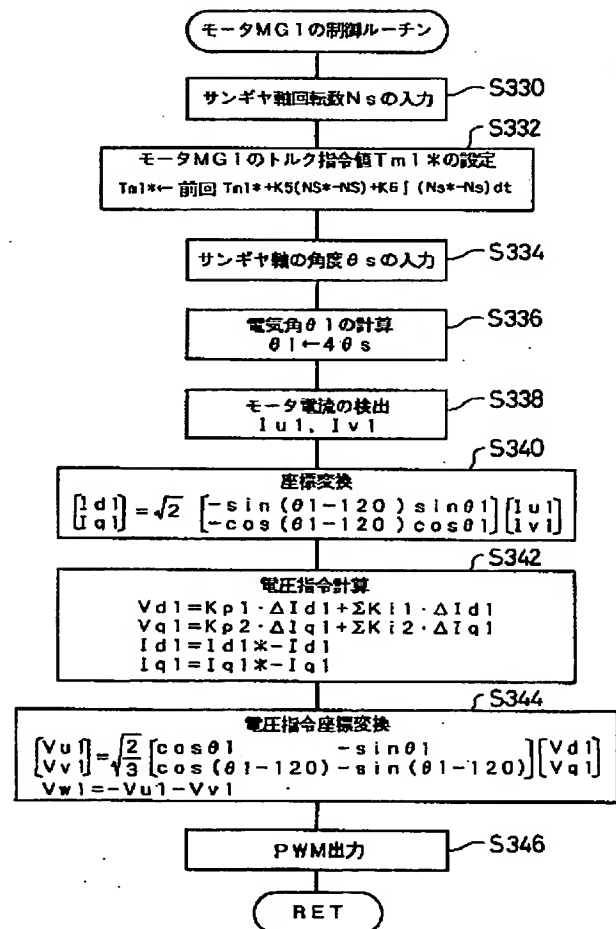 モータMG1の制御ルーチン
サンギヤ軸回転数Nsの入力
S330
S332
モータMG1のトルク指令値Tm1*の設定
Tm1*← 前回 Tm1*+K5(NS*-NS)+K6∫(Ns*-Ns)dt
サンギヤ軸の角度θsの入力
S334
電気角θ1の計算
θ1←4θs
S336
モータ電流の検出
Iu1, Iv1
S338
S340
座標変換
[Id1] = √2 [-sin(θ1-120) sinθ1] [Iu1]
[Iq1] [-cos(θ1-120) cosθ1] [Iv1]
S342
電圧指令計算
Vd1=Kp1・ΔId1+ΣKi1・ΔId1
Vq1=Kp2・ΔIq1+ΣKi2・ΔIq1
Id1=Id1*-Id1
Iq1=Iq1*-Iq1
S344
電圧指令座標変換
[Vu1] = √2/3 [cosθ1 -sinθ1] [Vd1]
[Vv1] [cos(θ1-120)-sin(θ1-120)] [Vq1]
Vw1=-Vu1-Vv1
PWM出力
S346
RET